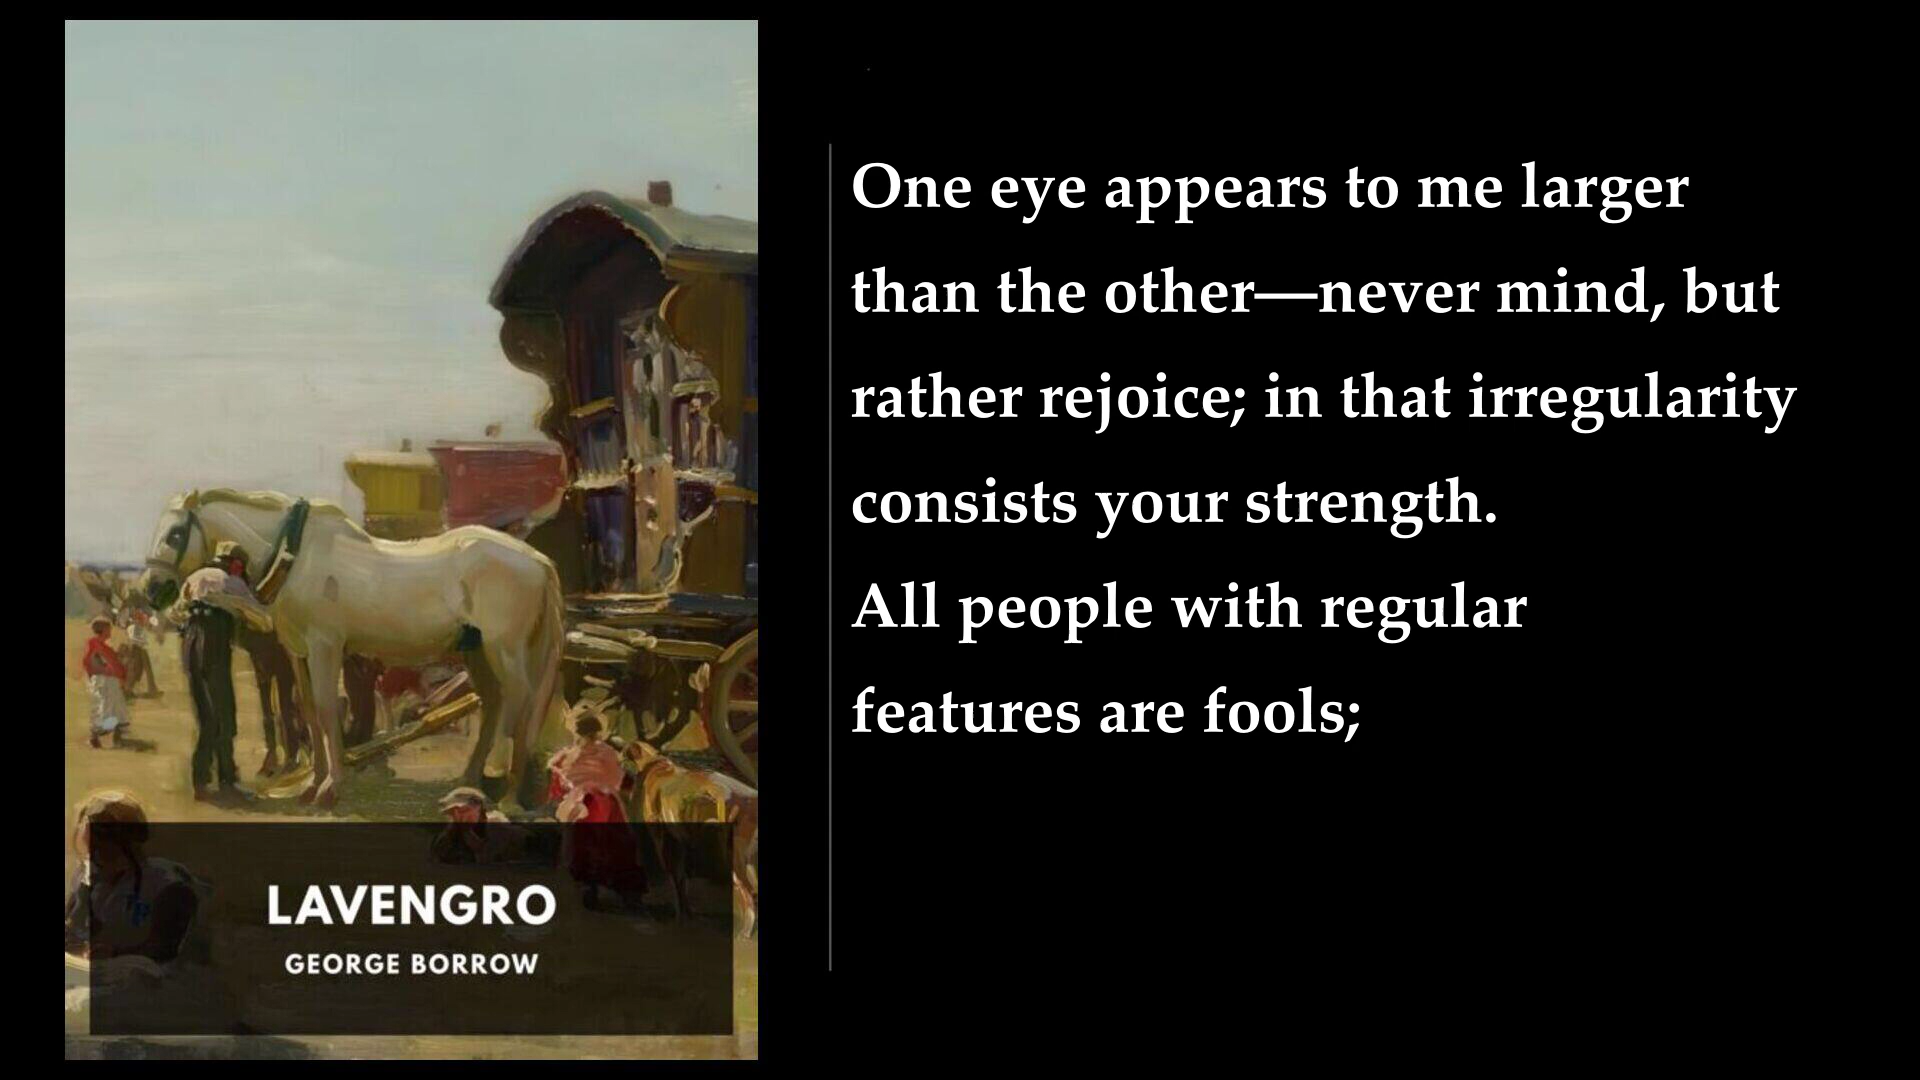 One eye appears to me larger
than the other—never mind, but
rather rejoice; in that irregularity
consists your strength.
All people with regular
features are fools;
LAVENGRO
GEORGE BORROW